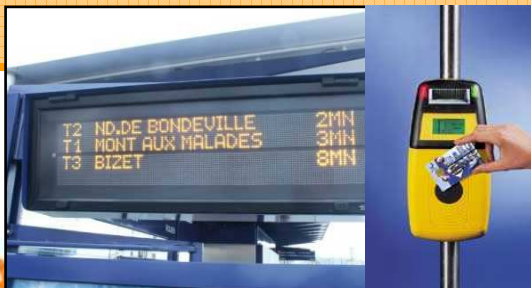 T2 ND.DE BONDEVILLE 2MN
T1 MONT AUX MALADES 3MN
T3 BIZET 8MN